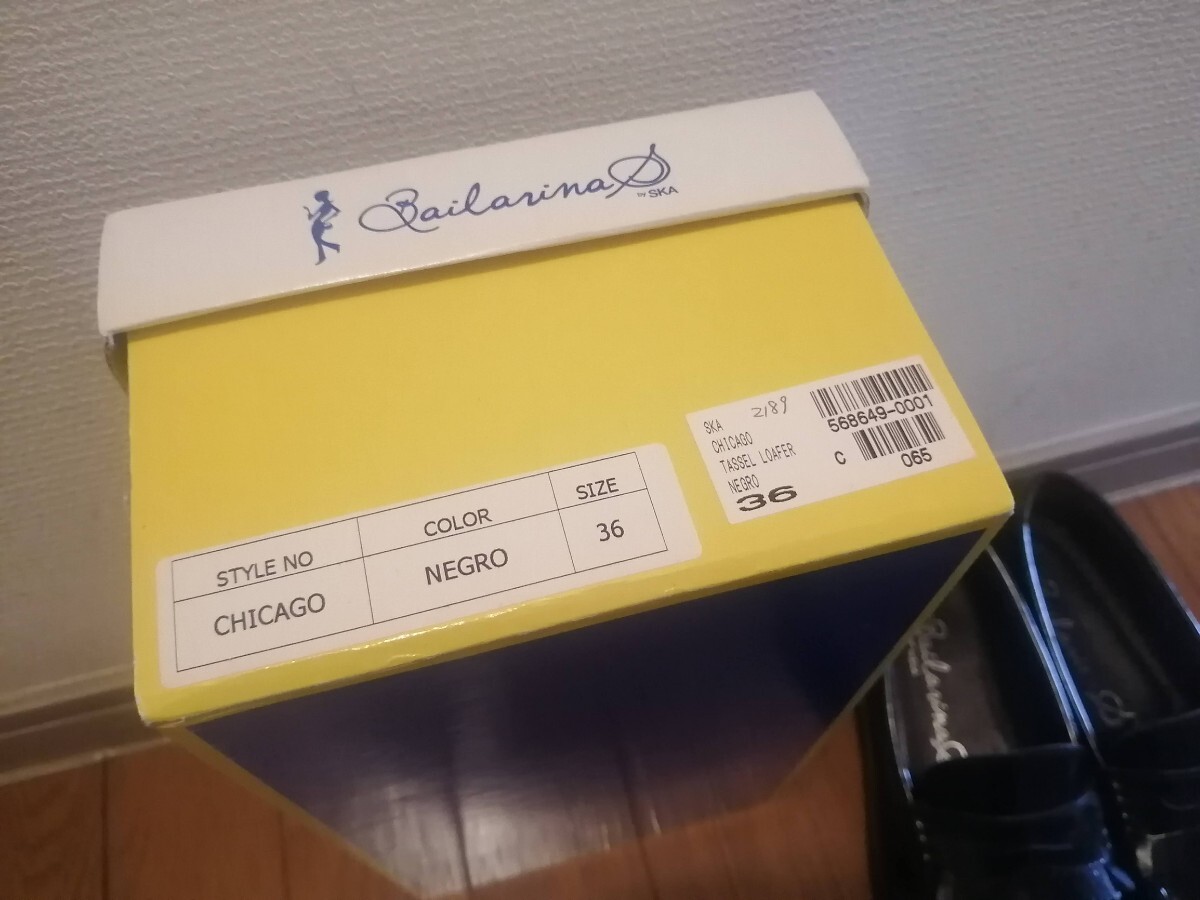 BailarinaS
by SKA
SKA 2189
CHICAGO
TASSEL LOAFER
NEGRO
36
568649-0001
C 065
STYLE NO COLOR SIZE
CHICAGO NEGRO 36
BailarinaS